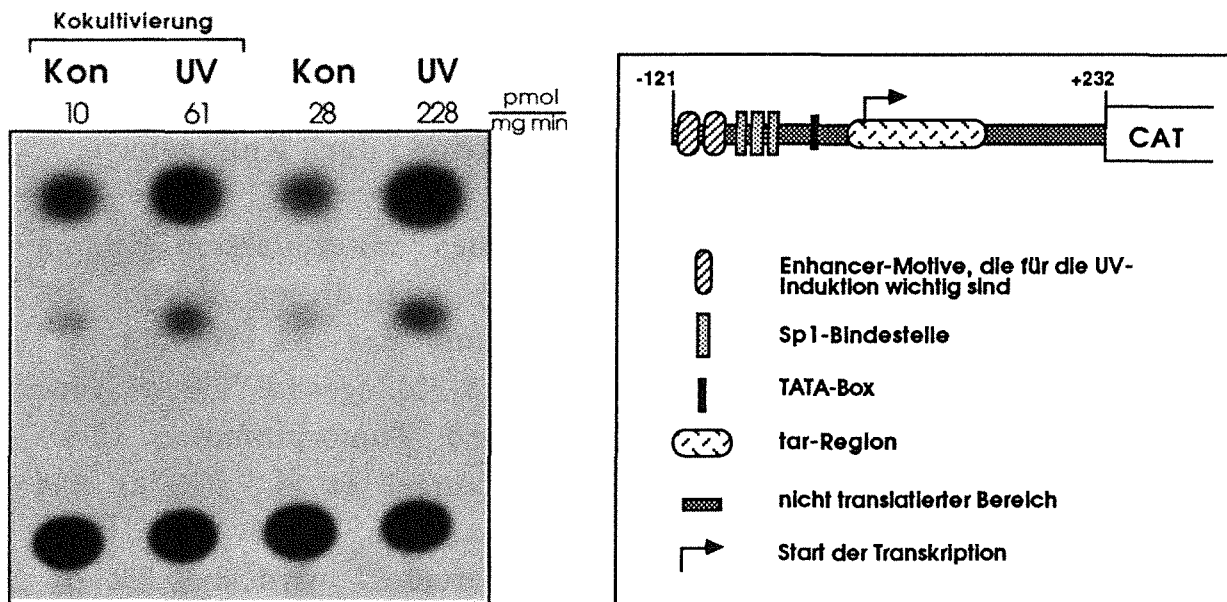 Kokultivierung
Kon UV Kon UV
10 61 28 228 pmol
mg min
-121 +232
CAT
Enhancer-Motive, die für die UV-
Induktion wichtig sind
Sp1-Bindestelle
TATA-Box
tar-Region
nicht translatierter Bereich
Start der Transkription